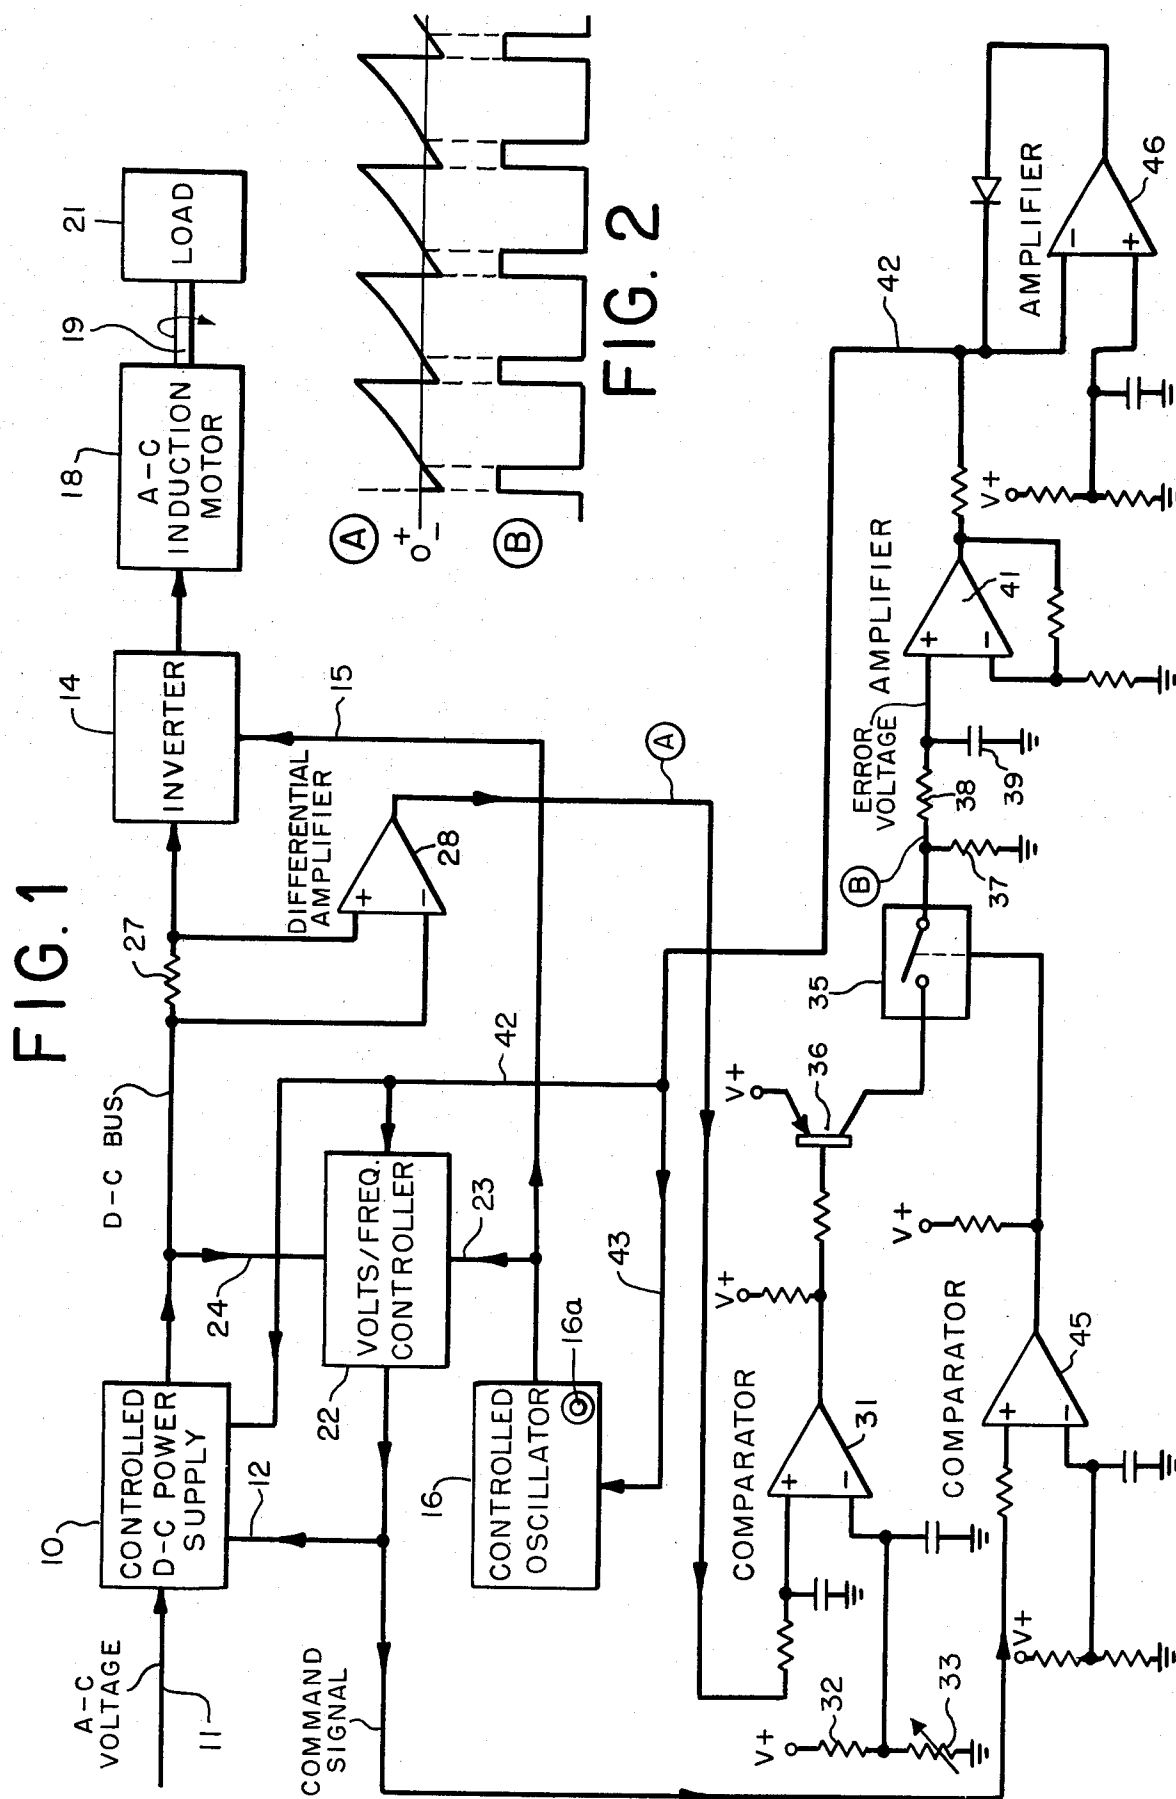 FIG. 1
A-C
VOLTAGE
11
10
CONTROLLED
D-C POWER
SUPPLY
12
D-C BUS
24
27
14
INVERTER
15
18
A-C
INDUCTION
MOTOR
19
21
LOAD
22
VOLTS/FREQ.
CONTROLLER
23
42
DIFFERENTIAL
AMPLIFIER
+
-
28
COMMAND
SIGNAL
16
CONTROLLED
OSCILLATOR
16a
43
A
A
+
0
-
B
FIG. 2
V+
32
33
COMPARATOR
+
-
31
V+
V+
36
35
B
37
38
39
ERROR
VOLTAGE
AMPLIFIER
+
-
41
42
V+
COMPARATOR
+
-
45
V+
V+
AMPLIFIER
-
+
46